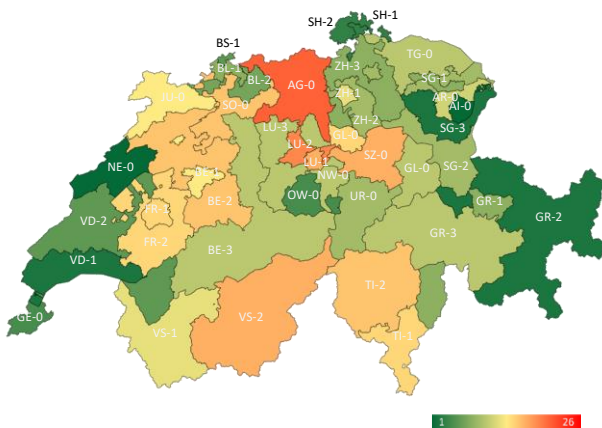 SH-1
SH-2
BS-1
TG-0
BL-1
ZH-3
BL-2
SG-1
AG-0
ZH-1
AR-0
JU-0
AI-0
SO-0
ZH-2
LU-3
SG-3
GL-0
LU-2
SZ-0
LU-1
NE-0
SG-2
GL-0
BE-1
NW-0
OW-0
UR-0
BE-2
GR-1
FR-1
GR-2
VD-2
GR-3
FR-2
BE-3
VD-1
TI-2
VS-2
GE-0
VS-1
TI-1
1 26